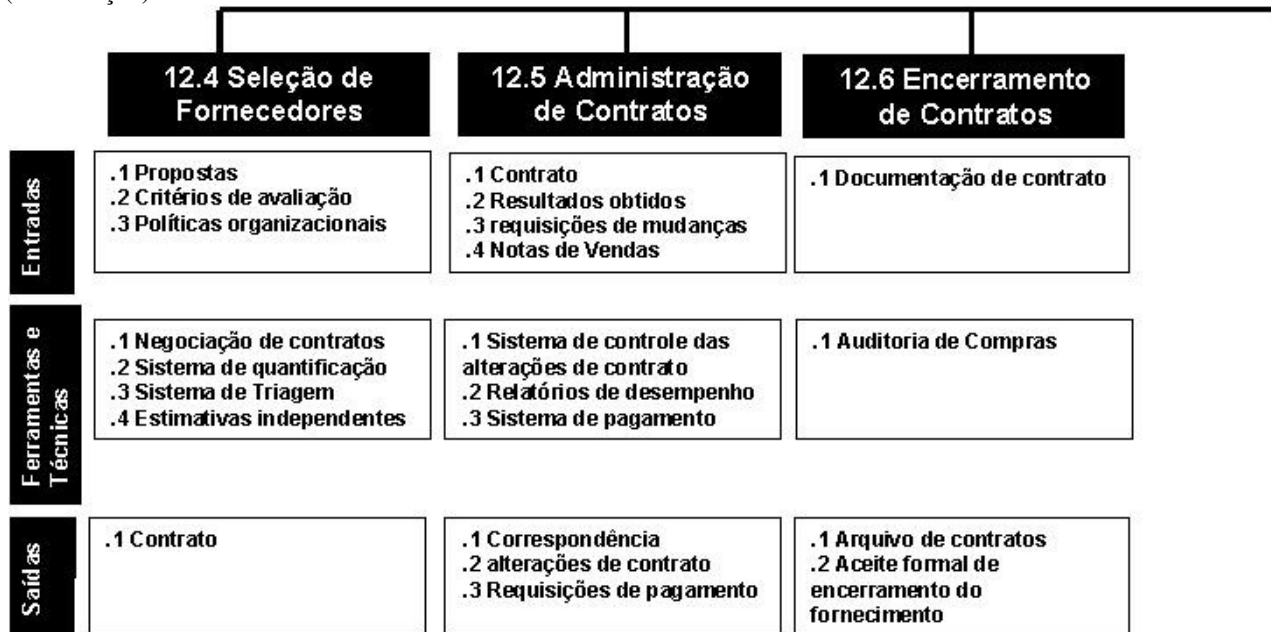 12.4 Seleção de
Fornecedores
12.5 Administração
de Contratos
12.6 Encerramento
de Contratos
Entradas
.1 Propostas
.2 Critérios de avaliação
.3 Políticas organizacionais
.1 Contrato
.2 Resultados obtidos
.3 requisições de mudanças
.4 Notas de Vendas
.1 Documentação de contrato
Ferramentas e
Técnicas
.1 Negociação de contratos
.2 Sistema de quantificação
.3 Sistema de Triagem
.4 Estimativas independentes
.1 Sistema de controle das
alterações de contrato
.2 Relatórios de desempenho
.3 Sistema de pagamento
.1 Auditoria de Compras
Saídas
.1 Contrato
.1 Correspondência
.2 alterações de contrato
.3 Requisições de pagamento
.1 Arquivo de contratos
.2 Aceite formal de
encerramento do
fornecimento